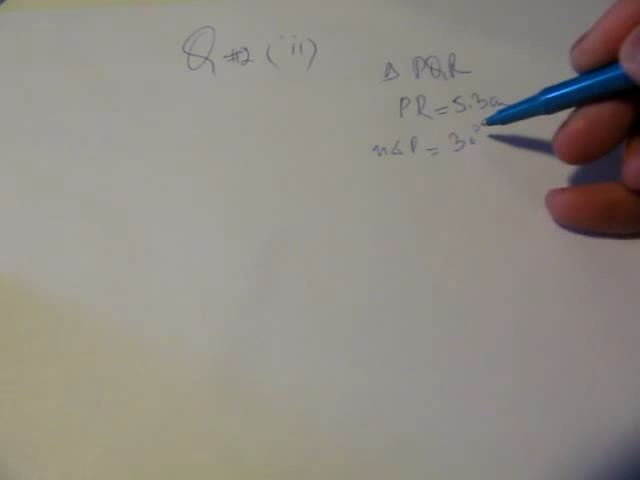 Q #2 (ii)
Δ PQR
PR = 5.3cm
m∠P = 30°